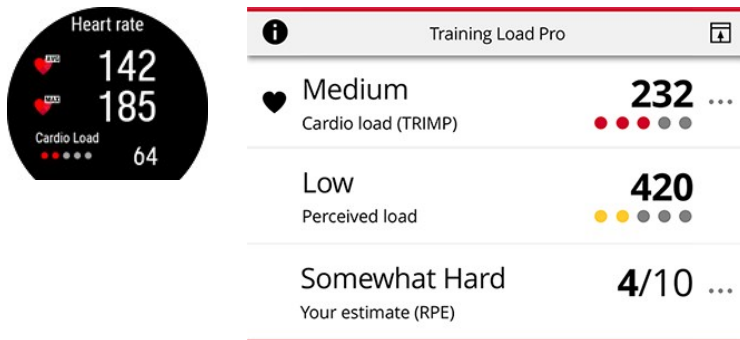 Heart rate
AVG 142
MAX 185
Cardio Load
64
Training Load Pro
Medium 232
Cardio load (TRIMP)
Low 420
Perceived load
Somewhat Hard 4/10
Your estimate (RPE)